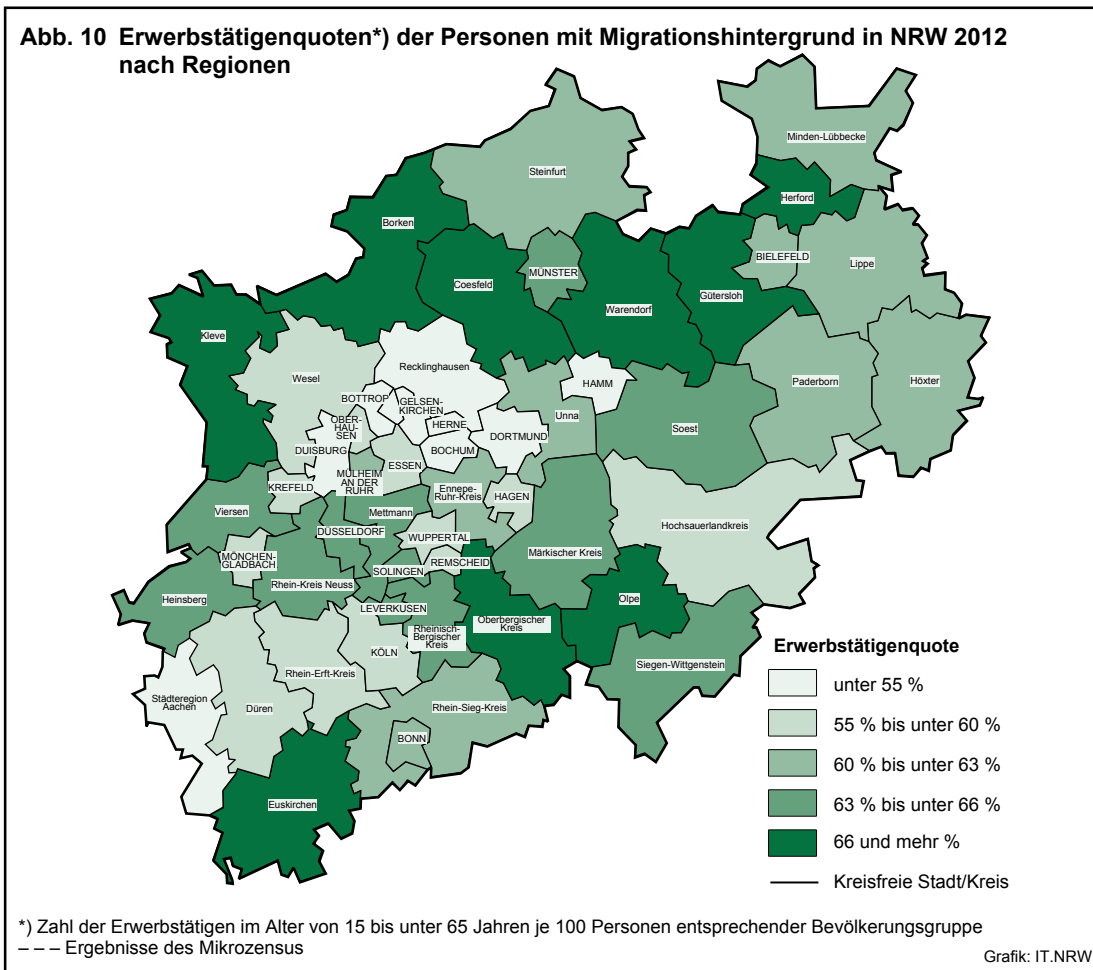 Abb. 10 Erwerbstätigenquoten*) der Personen mit Migrationshintergrund in NRW 2012
nach Regionen
Minden-Lübbecke
Steinfurt
Herford
Borken
BIELEFELD
Lippe
MÜNSTER
Coesfeld
Gütersloh
Warendorf
Kleve
Recklinghausen
Wesel
HAMM
Paderborn
Höxter
BOTTROP
GELSEN-
KIRCHEN
Unna
OBER-
HAU-
SEN
HERNE
Soest
DORTMUND
DUISBURG
BOCHUM
ESSEN
MÜLHEIM
AN DER
RUHR
KREFELD
Ennepe-
Ruhr-Kreis
HAGEN
Viersen
Mettmann
Hochsauerlandkreis
DÜSSELDORF
WUPPERTAL
Märkischer Kreis
MÖNCHEN-
GLADBACH
REMSCHEID
SOLINGEN
Rhein-Kreis Neuss
Heinsberg
Olpe
LEVERKUSEN
Oberbergischer
Kreis
Rheinisch-
Bergischer
Kreis
KÖLN
Siegen-Wittgenstein
Rhein-Erft-Kreis
Städteregion
Aachen
Düren
Rhein-Sieg-Kreis
BONN
Euskirchen
Erwerbstätigenquote
unter 55 %
55 % bis unter 60 %
60 % bis unter 63 %
63 % bis unter 66 %
66 und mehr %
Kreisfreie Stadt/Kreis
*) Zahl der Erwerbstätigen im Alter von 15 bis unter 65 Jahren je 100 Personen entsprechender Bevölkerungsgruppe
– – – Ergebnisse des Mikrozensus
Grafik: IT.NRW